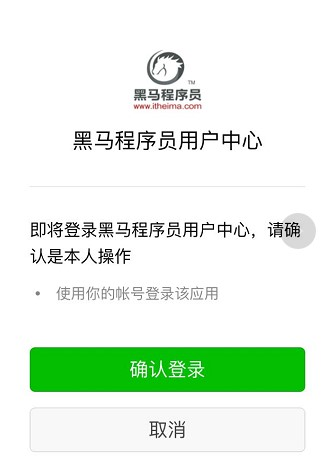 TM
黑马程序员
www.itheima.com
黑马程序员用户中心
即将登录黑马程序员用户中心，请确
认是本人操作
• 使用你的帐号登录该应用
确认登录
取消